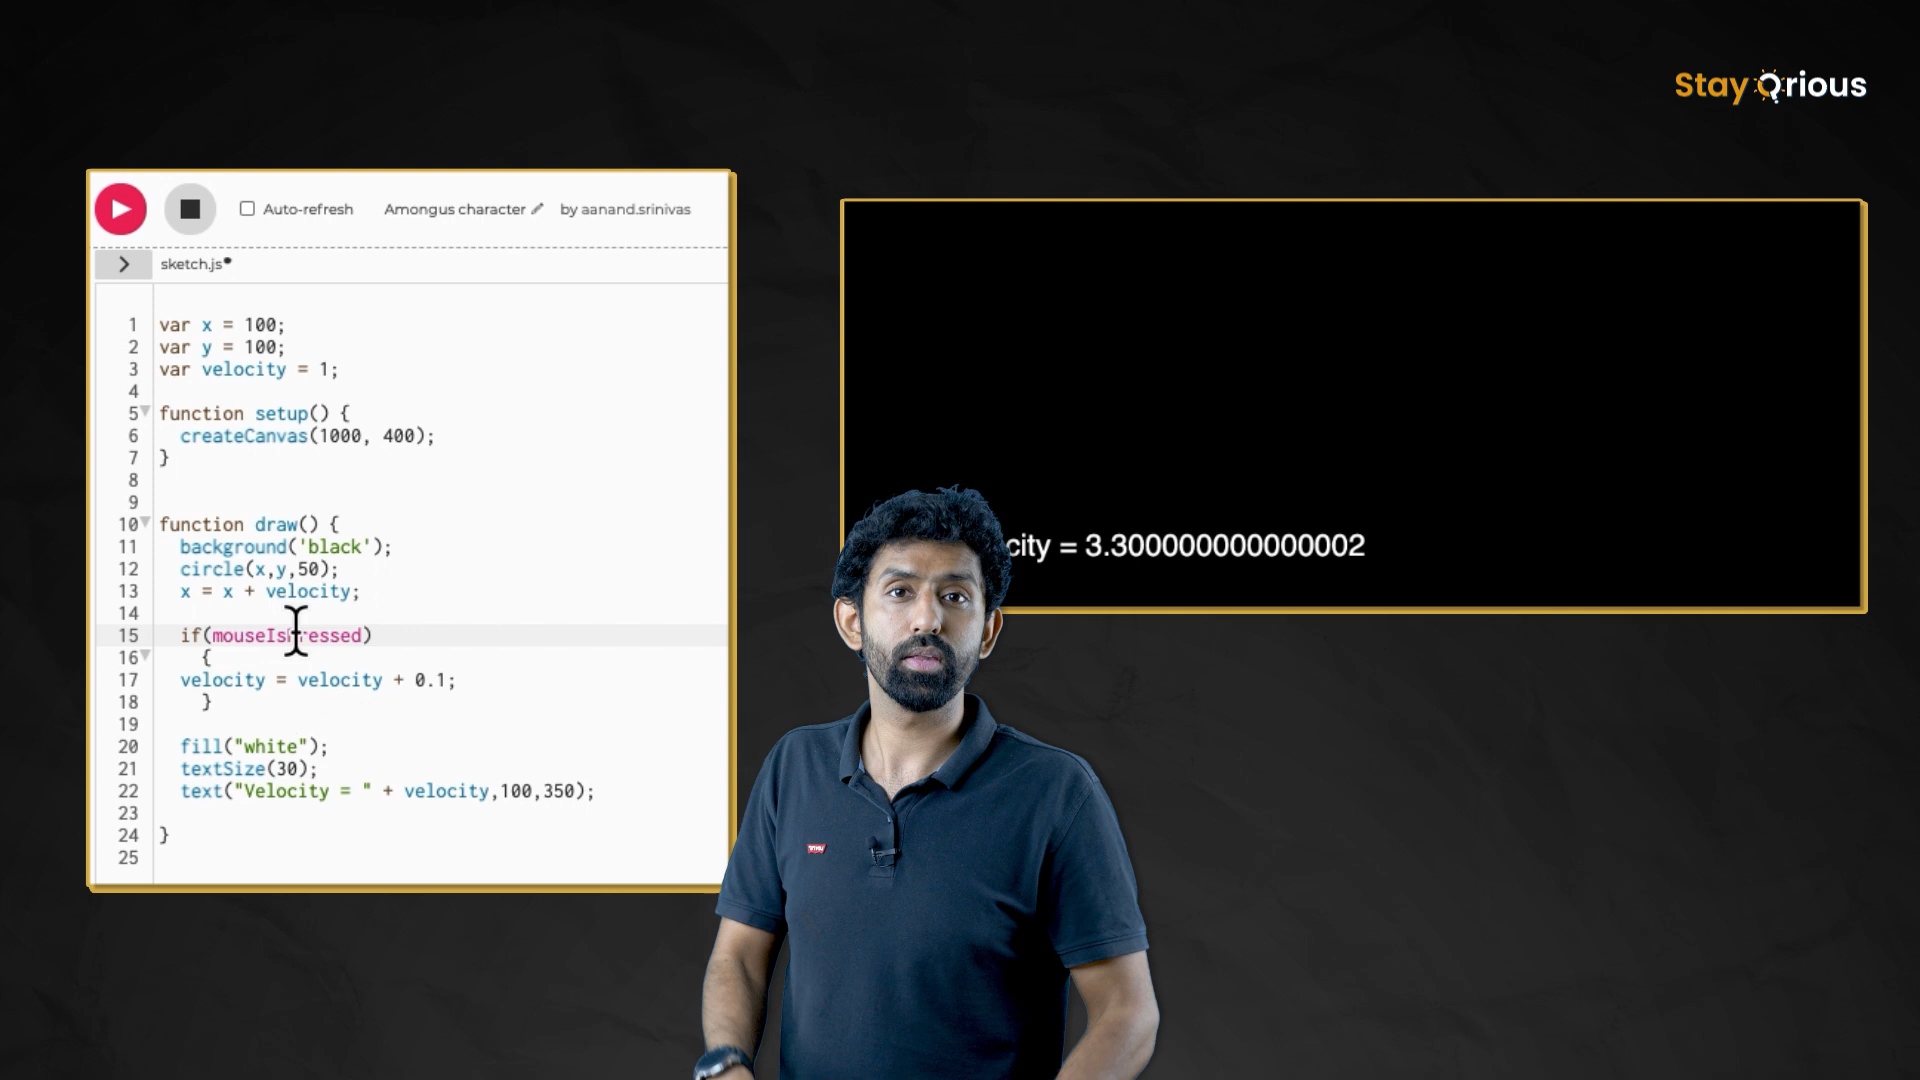 Stay Qrious
Auto-refresh Amongus character by aanand.srinivas
sketch.js
1 var x = 100;
2 var y = 100;
3 var velocity = 1;
4
5 function setup() {
6 createCanvas(1000, 400);
7 }
8
9
10 function draw() {
11 background('black');
12 circle(x,y,50);
13 x = x + velocity;
14
15 if(mouseIsPressed)
16 {
17 velocity = velocity + 0.1;
18 }
19
20 fill("white");
21 textSize(30);
22 text("Velocity = " + velocity,100,350);
23
24 }
25
city = 3.300000000000002